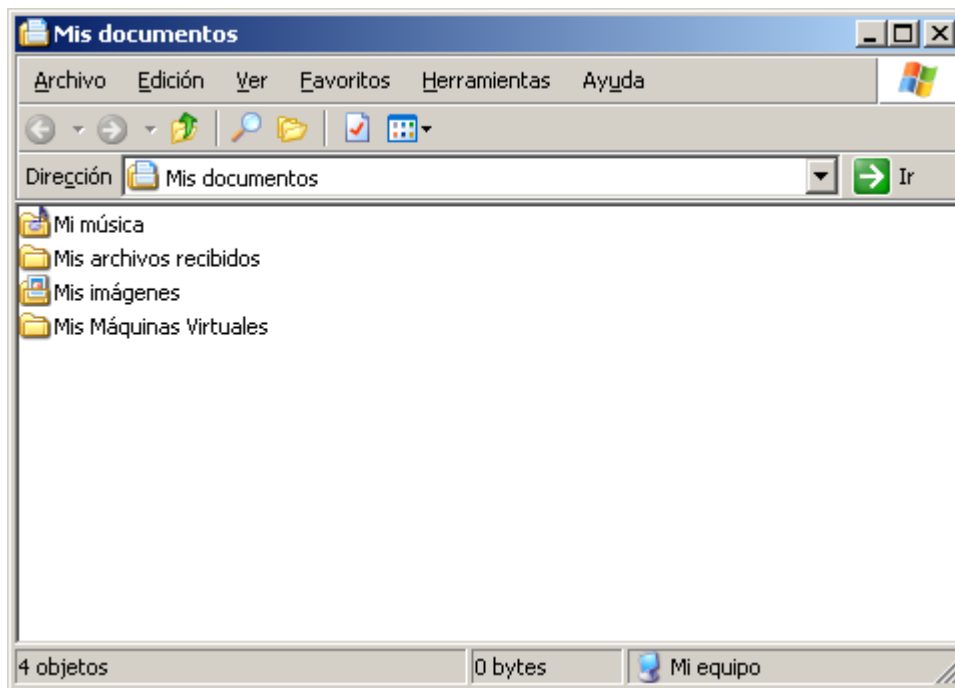 Mis documentos
Archivo Edición Ver Favoritos Herramientas Ayuda
Dirección Mis documentos Ir
Mi música
Mis archivos recibidos
Mis imágenes
Mis Máquinas Virtuales
4 objetos 0 bytes Mi equipo